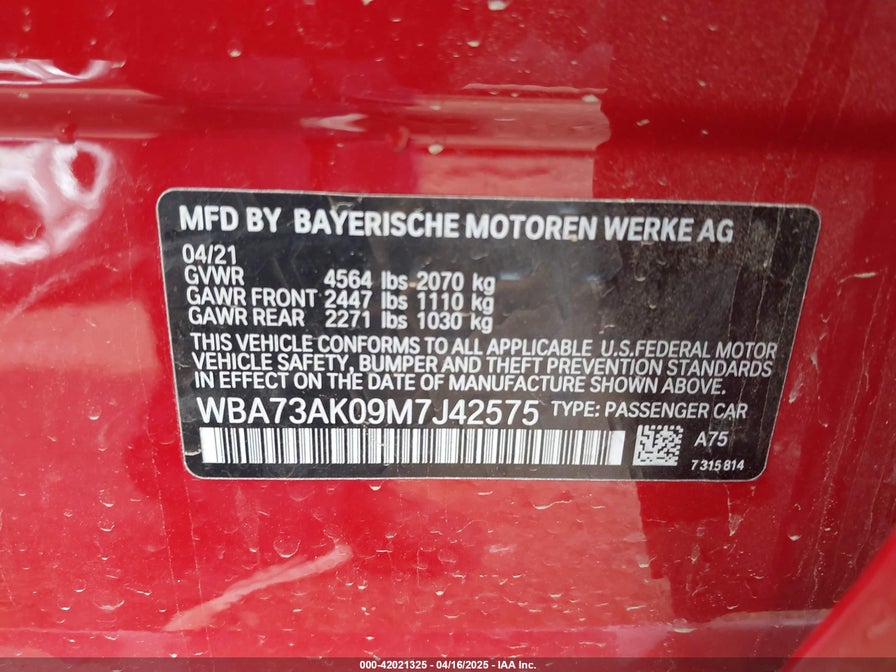 MFD BY BAYERISCHE MOTOREN WERKE AG
04/21
GVWR 4564 lbs 2070 kg
GAWR FRONT 2447 lbs 1110 kg
GAWR REAR 2271 lbs 1030 kg
THIS VEHICLE CONFORMS TO ALL APPLICABLE U.S.FEDERAL MOTOR
VEHICLE SAFETY, BUMPER AND THEFT PREVENTION STANDARDS
IN EFFECT ON THE DATE OF MANUFACTURE SHOWN ABOVE.
WBA73AK09M7J42575 TYPE: PASSENGER CAR
A75
7315814
000-42021325 - 04/16/2025 - IAA Inc.